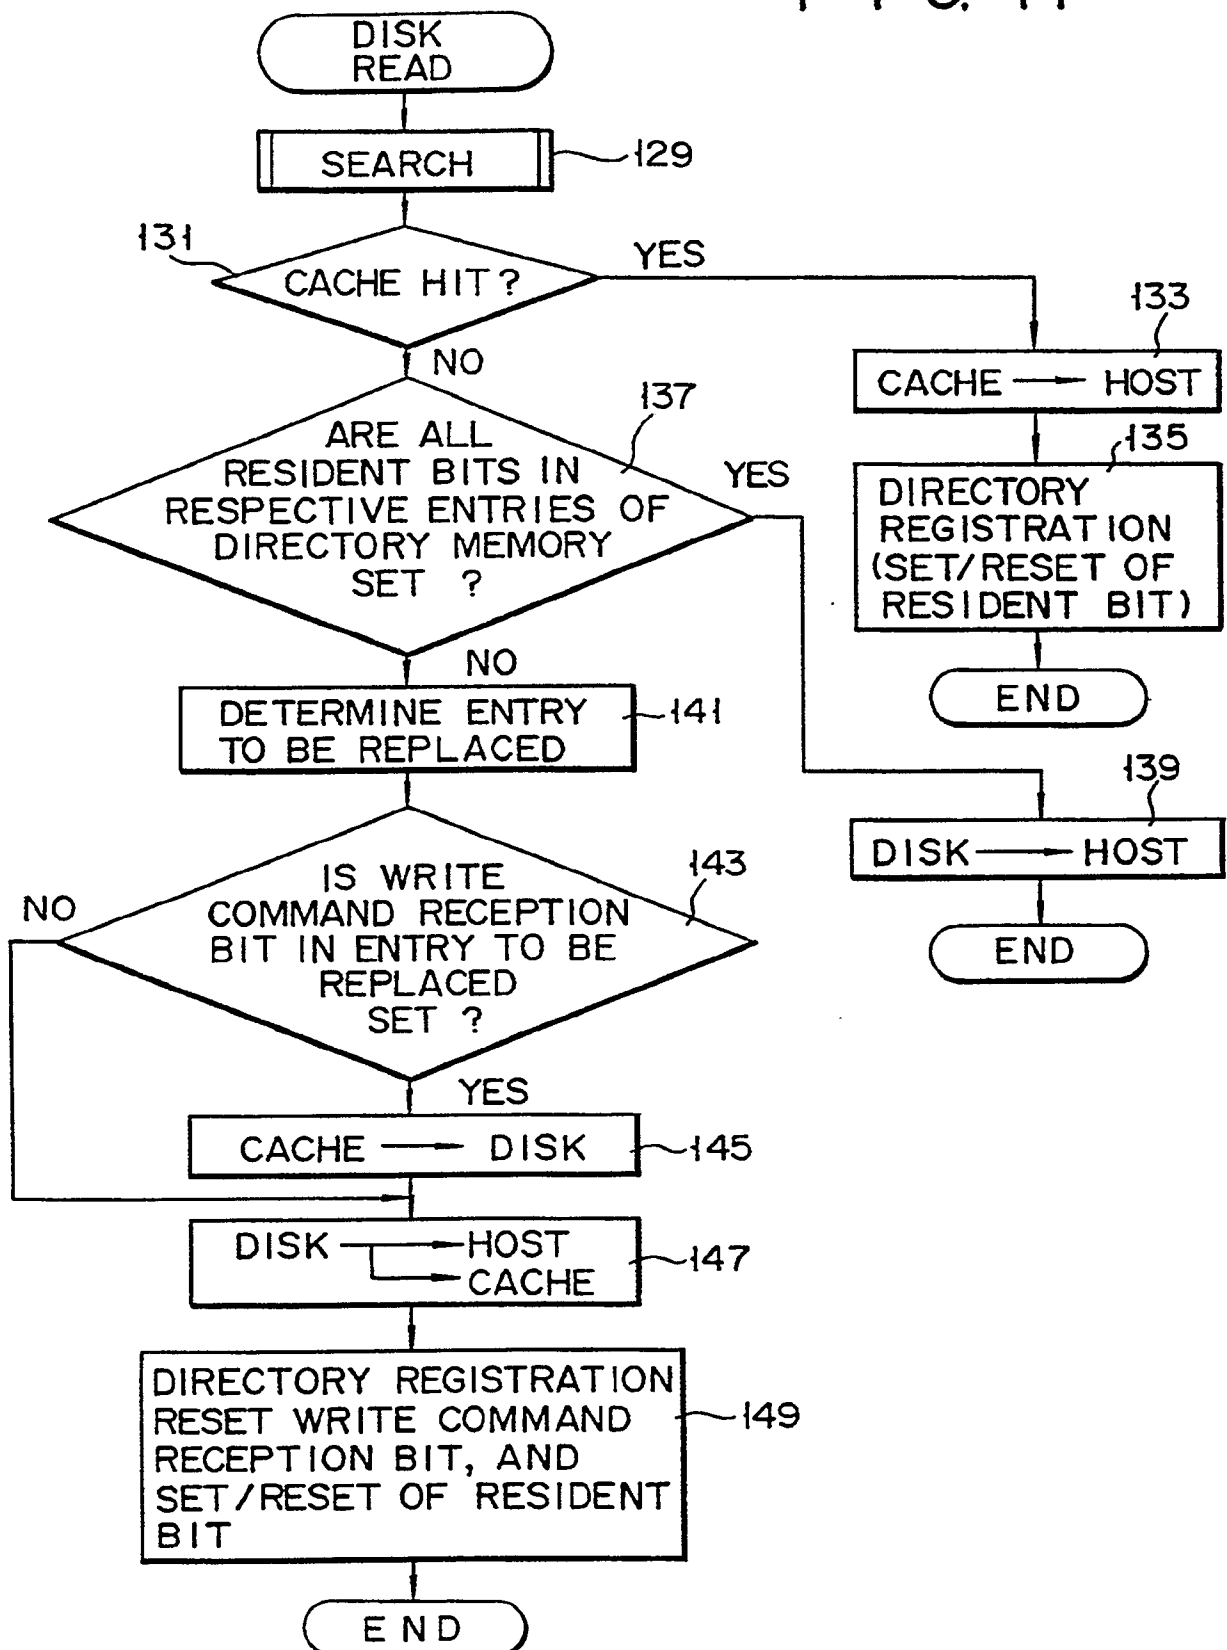 DISK
READ
SEARCH
129
131
CACHE HIT?
YES
NO
133
CACHE → HOST
135
DIRECTORY
REGISTRATION
(SET/RESET OF
RESIDENT BIT)
END
137
ARE ALL
RESIDENT BITS IN
RESPECTIVE ENTRIES OF
DIRECTORY MEMORY
SET ?
YES
NO
139
DISK → HOST
END
DETERMINE ENTRY
TO BE REPLACED
141
143
IS WRITE
COMMAND RECEPTION
BIT IN ENTRY TO BE
REPLACED
SET ?
NO
YES
CACHE → DISK
145
DISK → HOST
→ CACHE
147
DIRECTORY REGISTRATION
RESET WRITE COMMAND
RECEPTION BIT, AND
SET/RESET OF RESIDENT
BIT
149
END